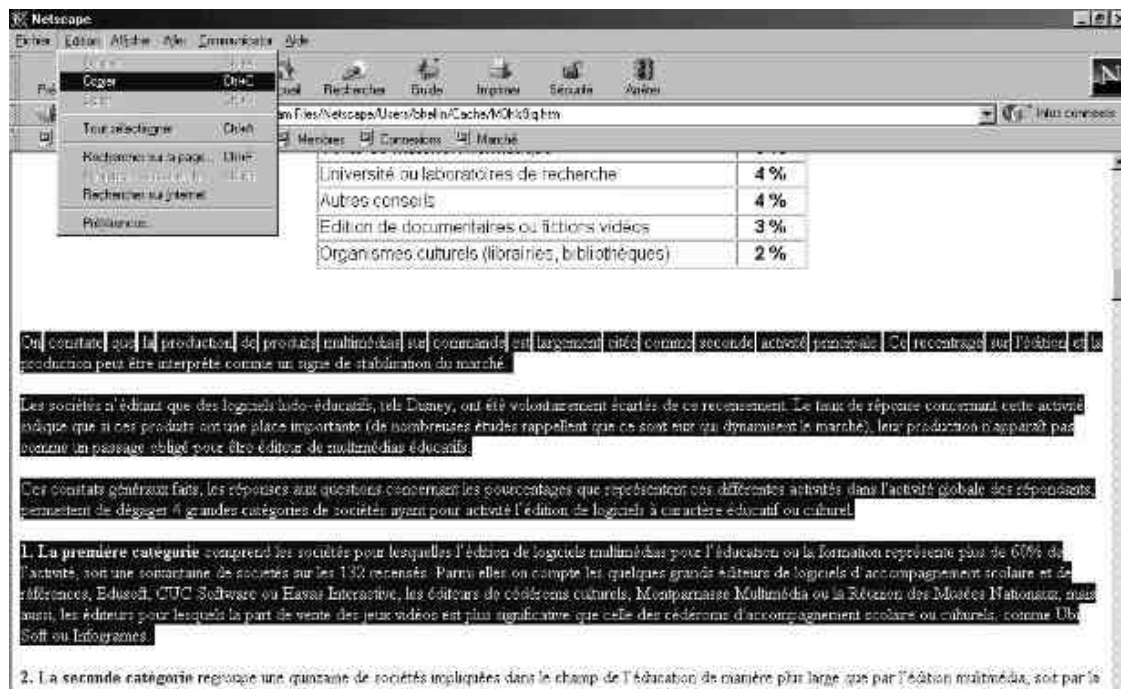 Netscape
Fichier Edition Afficher Aller Communicator Aide
Copier Ctrl+C
Rechercher Guide Imprimer Sécurité Arrêter
Infos connexes
Tout sélectionner Ctrl+A
Membres Connexions Marché
Rechercher sur la page... Ctrl+F
Rechercher sur Internet
Préférences...
Université ou laboratoires de recherche 4 %
Autres conseils 4 %
Edition de documentaires ou fictions vidéos 3 %
Organismes culturels (librairies, bibliothèques) 2 %
On constate que la production de produits multimédias sur commande est largement citée comme seconde activité principale. Ce recentrage sur l'édition et la
production peut être interprété comme un signe de stabilisation du marché.
Les sociétés n'éditant que des logiciels ludo-éducatifs, tels Disney, ont été volontairement écartés de ce recensement. Le taux de réponse concernant cette activité
indique que si ces produits ont une place importante (de nombreuses études rappellent que ce sont eux qui dynamisent le marché), leur production n'apparaît pas
comme un passage obligé pour être éditeur de multimédias éducatifs.
Ces constats généraux faits, les réponses aux questions concernant les pourcentages que représentent ces différentes activités dans l'activité globale des répondants,
permettent de dégager 4 grandes catégories de sociétés ayant pour activité l'édition de logiciels à caractère éducatif ou culturel.
1. La première catégorie comprend les sociétés pour lesquelles l'édition de logiciels multimédias pour l'éducation ou la formation représente plus de 60% de
l'activité, soit une soixantaine de sociétés sur les 132 recensés. Parmi elles on compte les quelques grands éditeurs de logiciels d'accompagnement scolaire et de
références, Edusoft, CUC Software ou Havas Interactive, les éditeurs de cédéroms culturels, Montparnasse Multimédia ou la Réunion des Musées Nationaux, mais
aussi, les éditeurs pour lesquels la part de vente des jeux vidéos est plus significative que celle des cédéroms d'accompagnement scolaire ou culturels, comme Ubi
Soft ou Infogrames.
2. La seconde catégorie regroupe une quinzaine de sociétés impliquées dans le champ de l'éducation de manière plus large que par l'édition multimédia, soit par la